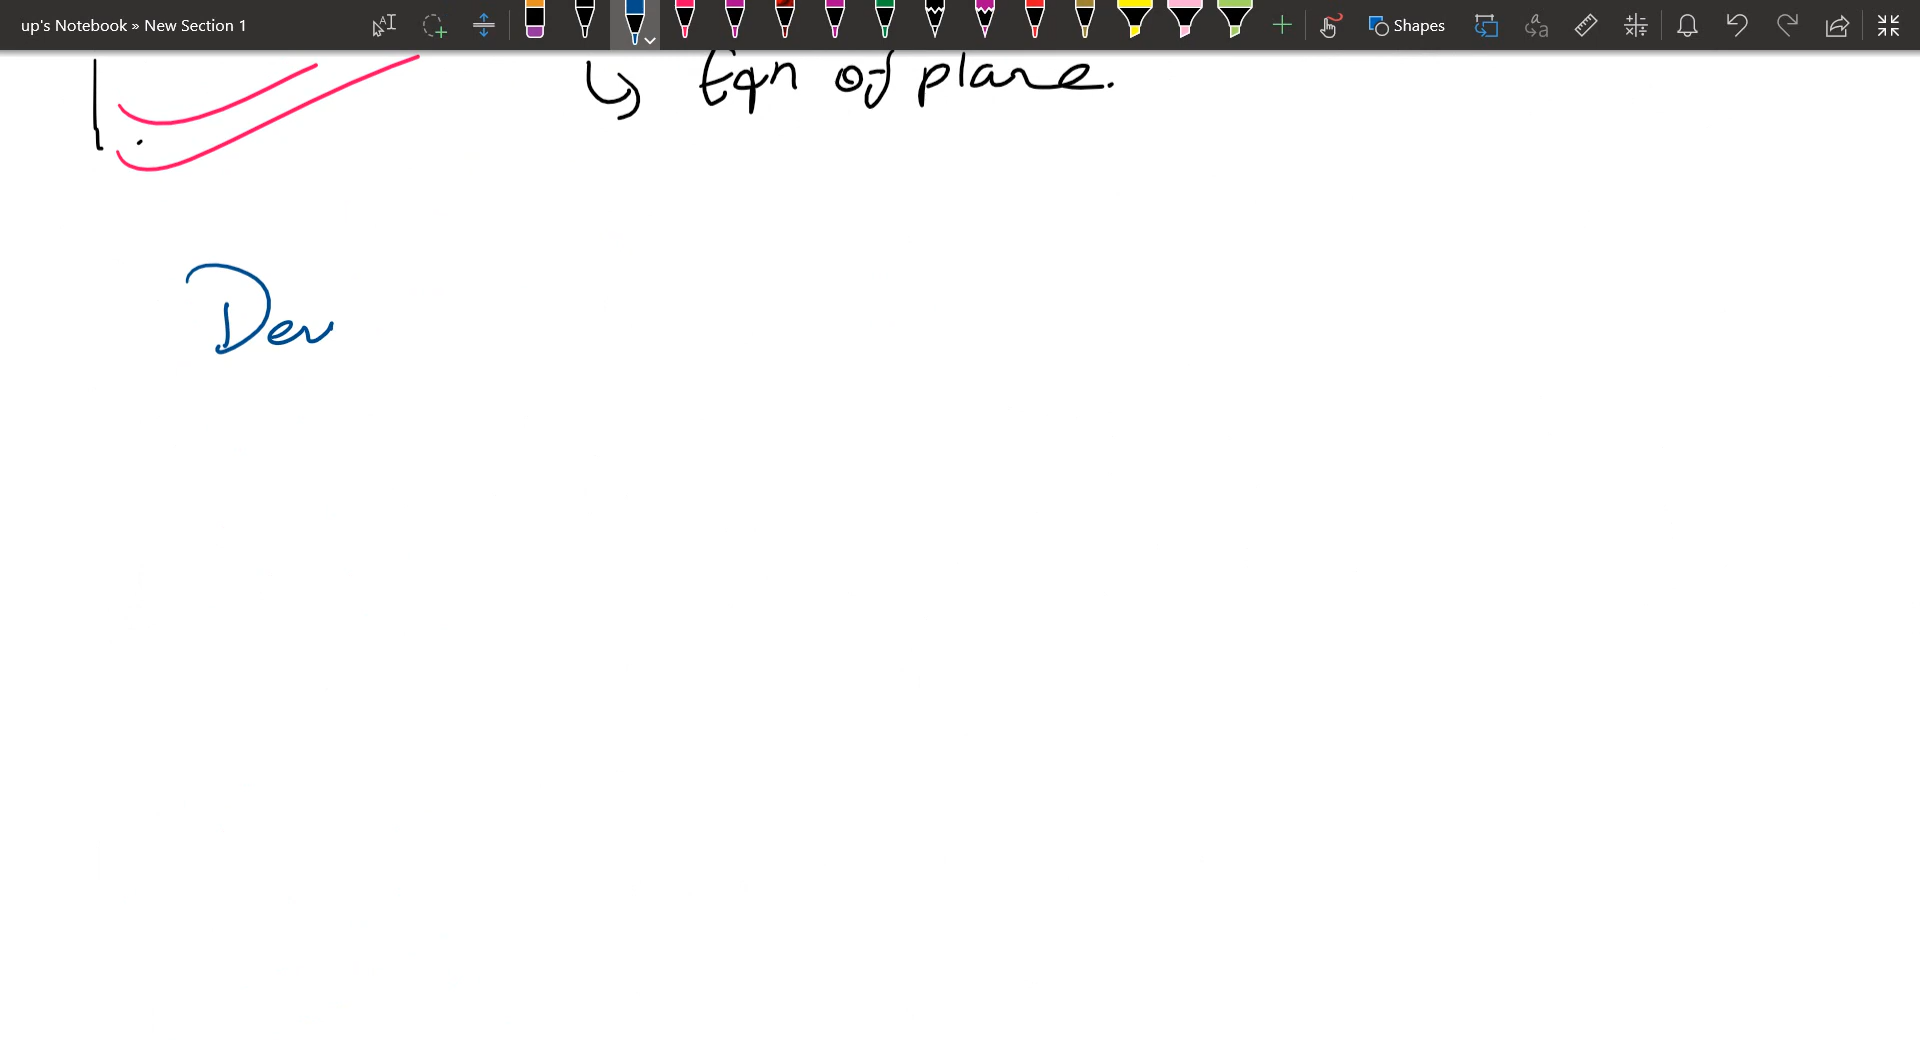 up's Notebook » New Section 1
Shapes
↳ Eqn of plane.
Dev